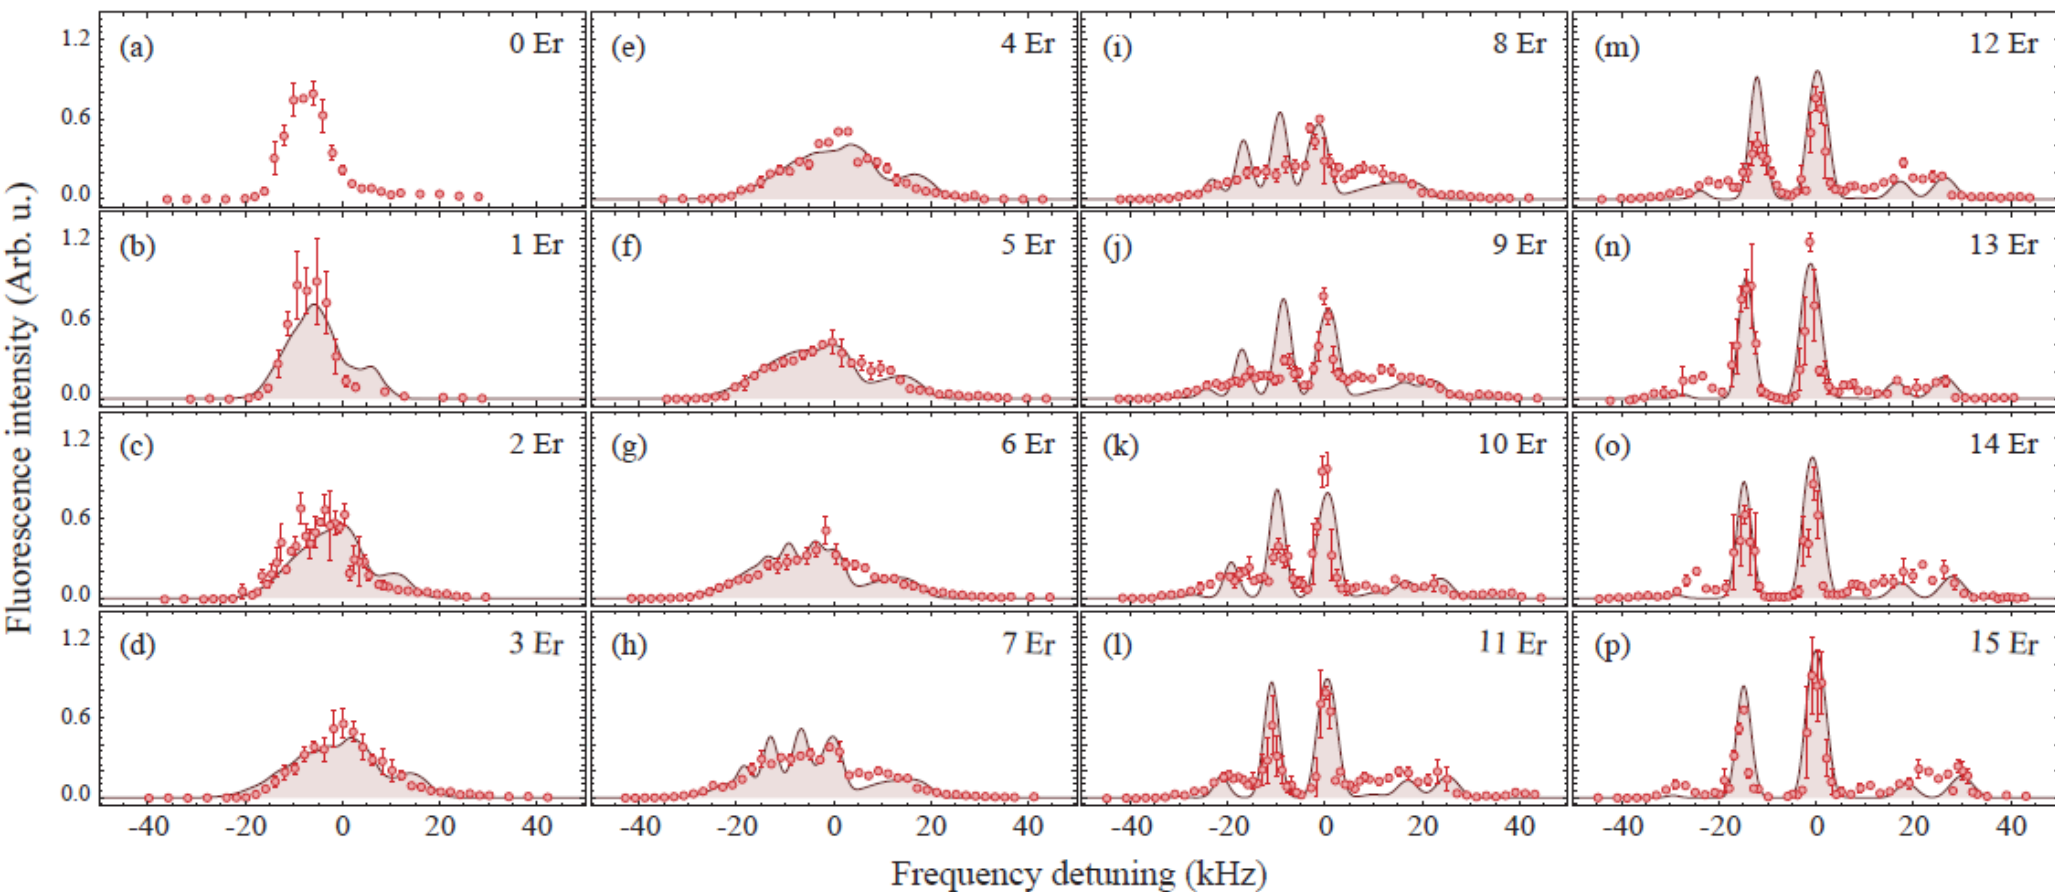 1.2
0.6
0.0
(a) 0 Er
(e) 4 Er
(i) 8 Er
(m) 12 Er
1.2
0.6
0.0
(b) 1 Er
(f) 5 Er
(j) 9 Er
(n) 13 Er
1.2
0.6
0.0
(c) 2 Er
(g) 6 Er
(k) 10 Er
(o) 14 Er
1.2
0.6
0.0
(d) 3 Er
(h) 7 Er
(l) 11 Er
(p) 15 Er
-40 -20 0 20 40
-40 -20 0 20 40
-40 -20 0 20 40
-40 -20 0 20 40
Fluorescence intensity (Arb. u.)
Frequency detuning (kHz)